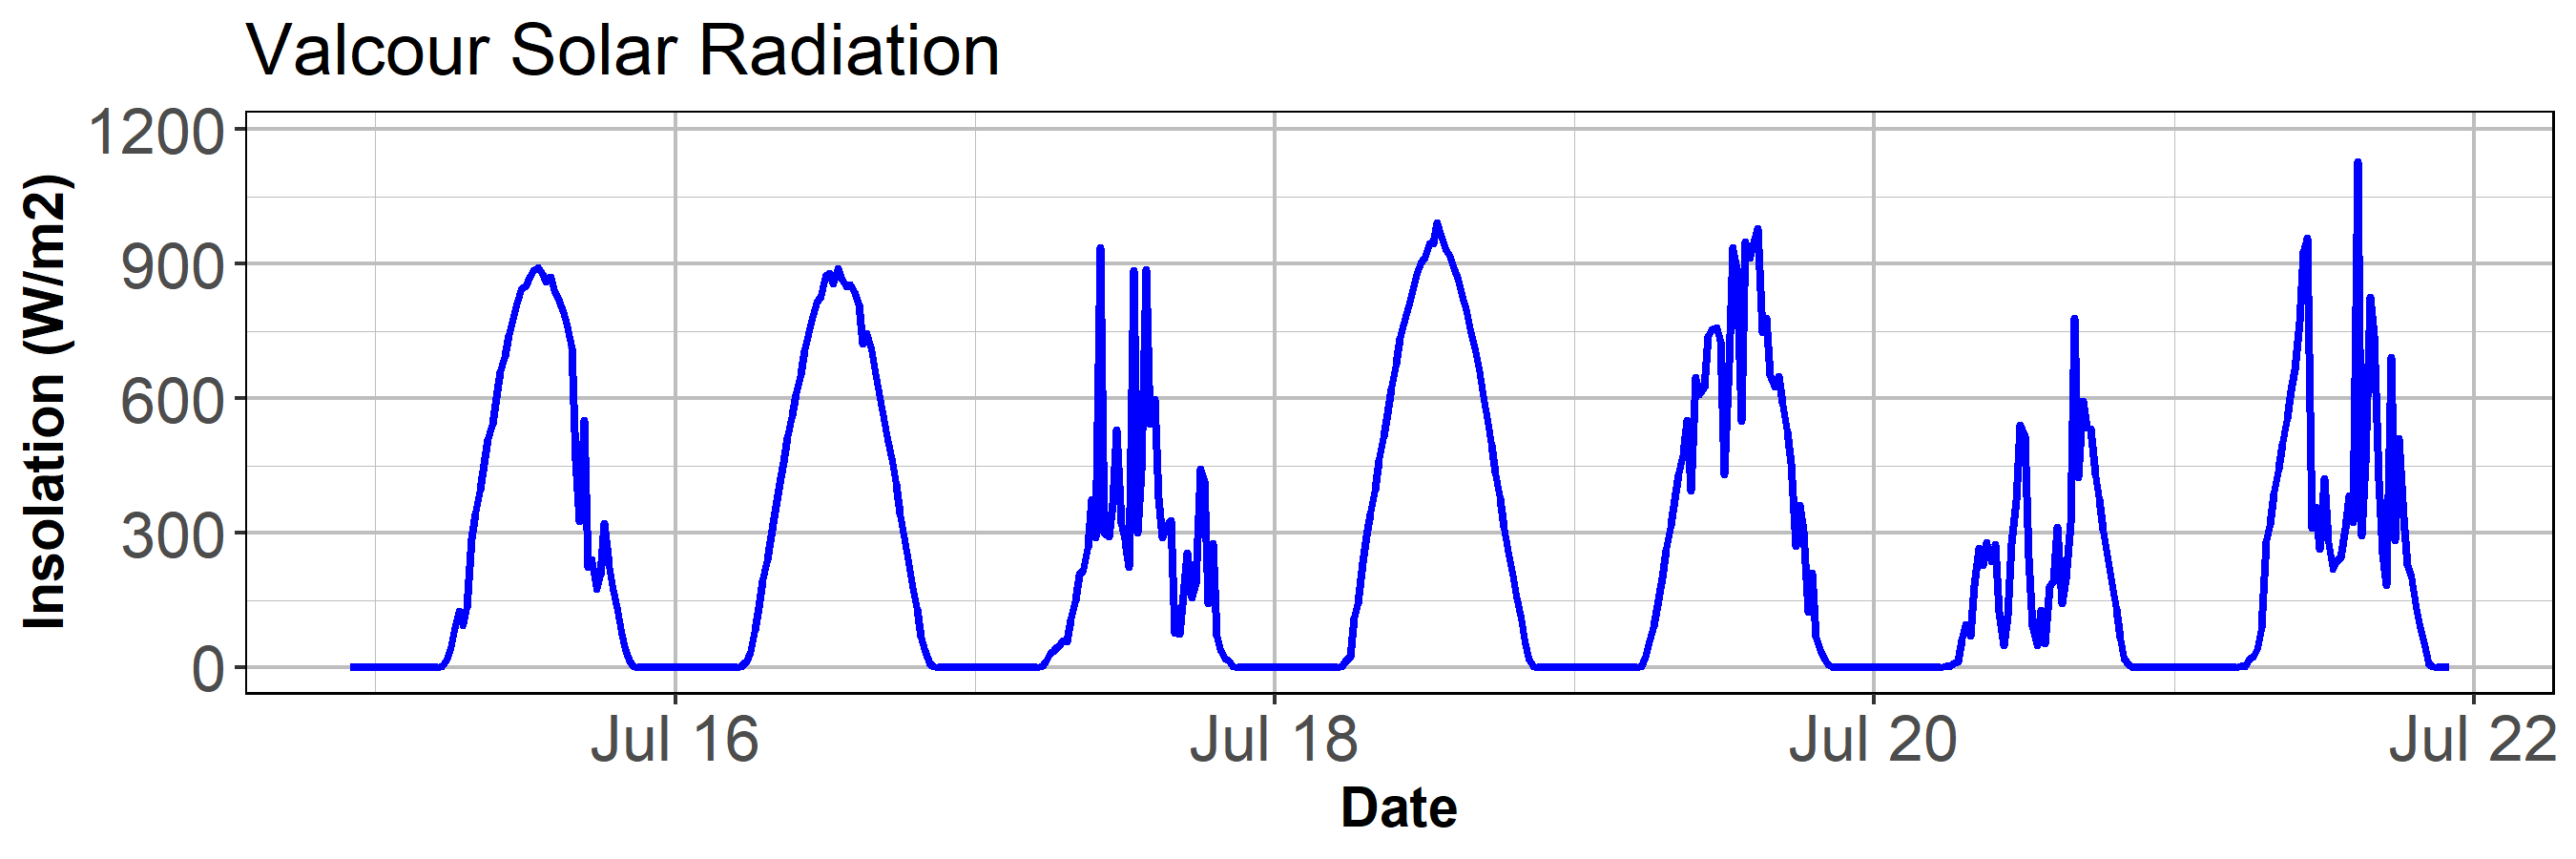 Valcour Solar Radiation
Insolation (W/m2)
1200
900
600
300
0
Jul 16
Jul 18
Jul 20
Jul 22
Date